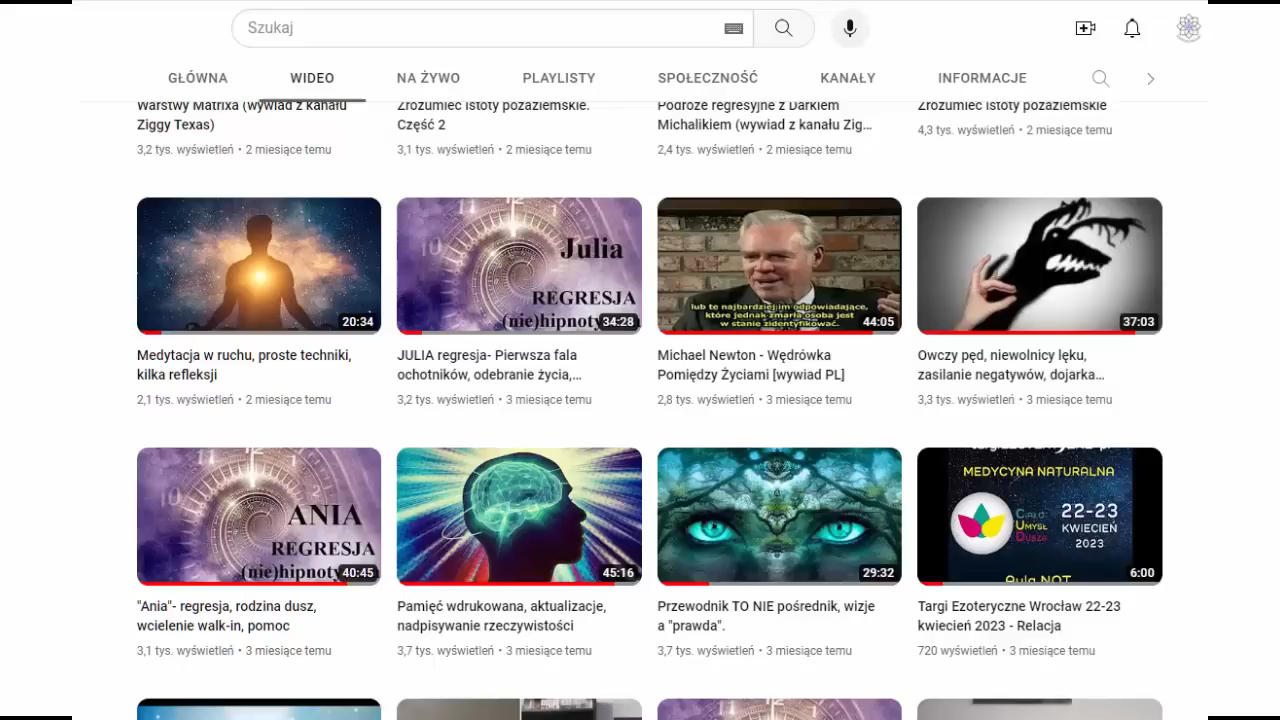 Szukaj
GŁÓWNA WIDEO NA ŻYWO PLAYLISTY SPOŁECZNOŚĆ KANAŁY INFORMACJE
Warstwy Matrixa (wywiad z kanału
Ziggy Texas)
3,2 tys. wyświetleń • 2 miesiące temu
Zrozumieć istoty pozaziemskie.
Część 2
3,1 tys. wyświetleń • 2 miesiące temu
Podróże regresyjne z Darkiem
Michalikiem (wywiad z kanału Zig...
2,4 tys. wyświetleń • 2 miesiące temu
Zrozumieć istoty pozaziemskie
4,3 tys. wyświetleń • 2 miesiące temu
20:34
Medytacja w ruchu, proste techniki,
kilka refleksji
2,1 tys. wyświetleń • 2 miesiące temu
12
1
10
Julia
REGRESJA
34:28
JULIA regresja- Pierwsza fala
ochotników, odebranie życia,...
3,2 tys. wyświetleń • 3 miesiące temu
lub te najbardziej im odpowiadające,
które jednak zmarła osoba jest
w stanie zidentyfikować.
44:05
Michael Newton - Wędrówka
Pomiędzy Życiami [wywiad PL]
2,8 tys. wyświetleń • 3 miesiące temu
37:03
Owczy pęd, niewolnicy lęku,
zasilanie negatywów, dojarka...
3,3 tys. wyświetleń • 3 miesiące temu
12
1
10
ANIA
REGRESJA
40:45
"Ania"- regresja, rodzina dusz,
wcielenie walk-in, pomoc
3,1 tys. wyświetleń • 3 miesiące temu
45:16
Pamięć wdrukowana, aktualizacje,
nadpisywanie rzeczywistości
3,7 tys. wyświetleń • 3 miesiące temu
29:32
Przewodnik TO NIE pośrednik, wizje
a "prawda".
3,7 tys. wyświetleń • 3 miesiące temu
MEDYCYNA NATURALNA
Ciało
Umysł
Dusza
22-23
KWIECIEŃ
2023
Aula NOT
6:00
Targi Ezoteryczne Wrocław 22-23
kwiecień 2023 - Relacja
720 wyświetleń • 3 miesiące temu